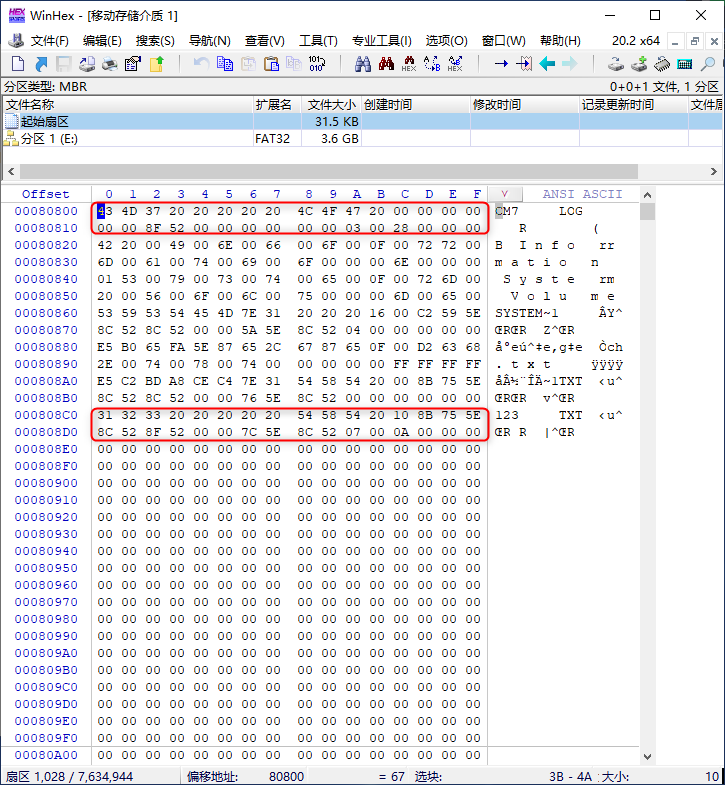 WinHex - [移动存储介质 1]
文件(F) 编辑(E) 搜索(S) 导航(N) 查看(V) 工具(T) 专业工具(I) 选项(O) 窗口(W) 帮助(H) 20.2 x64
分区类型: MBR 0+0+1 文件, 1 分区
文件名称 扩展名 文件大小 创建时间 修改时间 记录更新时间 文件属
起始扇区 31.5 KB
分区 1 (E:) FAT32 3.6 GB
Offset 0 1 2 3 4 5 6 7 8 9 A B C D E F ANSI ASCII
00080800 43 4D 37 20 20 20 20 20 4C 4F 47 20 00 00 00 00 CM7 LOG
00080810 00 00 8F 52 00 00 00 00 00 00 03 00 28 00 00 00 R (
00080820 42 20 00 49 00 6E 00 66 00 6F 00 0F 00 72 72 00 B I n f o rr
00080830 6D 00 61 00 74 00 69 00 6F 00 00 00 6E 00 00 00 m a t i o n
00080840 01 53 00 79 00 73 00 74 00 65 00 0F 00 72 6D 00 S y s t e rm
00080850 20 00 56 00 6F 00 6C 00 75 00 00 00 6D 00 65 00 V o l u m e
00080860 53 59 53 54 45 4D 7E 31 20 20 20 16 00 C2 59 5E SYSTEM~1 ÂY^
00080870 8C 52 8C 52 00 00 5A 5E 8C 52 04 00 00 00 00 00 ŒRŒR Z^ŒR
00080880 E5 B0 65 FA 5E 87 65 2C 67 87 65 0F 00 D2 63 68 å°eú^‡e,g‡e Òch
00080890 2E 00 74 00 78 00 74 00 00 00 00 00 FF FF FF FF . t x t ÿÿÿÿ
000808A0 E5 C2 BD A8 CE C4 7E 31 54 58 54 20 00 8B 75 5E åÂ½¨ÎÄ~1TXT ‹u^
000808B0 8C 52 8C 52 00 00 76 5E 8C 52 00 00 00 00 00 00 ŒRŒR v^ŒR
000808C0 31 32 33 20 20 20 20 20 54 58 54 20 10 8B 75 5E 123 TXT ‹u^
000808D0 8C 52 8F 52 00 00 7C 5E 8C 52 07 00 0A 00 00 00 ŒR R |^ŒR
000808E0 00 00 00 00 00 00 00 00 00 00 00 00 00 00 00 00
000808F0 00 00 00 00 00 00 00 00 00 00 00 00 00 00 00 00
00080900 00 00 00 00 00 00 00 00 00 00 00 00 00 00 00 00
00080910 00 00 00 00 00 00 00 00 00 00 00 00 00 00 00 00
00080920 00 00 00 00 00 00 00 00 00 00 00 00 00 00 00 00
00080930 00 00 00 00 00 00 00 00 00 00 00 00 00 00 00 00
00080940 00 00 00 00 00 00 00 00 00 00 00 00 00 00 00 00
00080950 00 00 00 00 00 00 00 00 00 00 00 00 00 00 00 00
00080960 00 00 00 00 00 00 00 00 00 00 00 00 00 00 00 00
00080970 00 00 00 00 00 00 00 00 00 00 00 00 00 00 00 00
00080980 00 00 00 00 00 00 00 00 00 00 00 00 00 00 00 00
00080990 00 00 00 00 00 00 00 00 00 00 00 00 00 00 00 00
000809A0 00 00 00 00 00 00 00 00 00 00 00 00 00 00 00 00
000809B0 00 00 00 00 00 00 00 00 00 00 00 00 00 00 00 00
000809C0 00 00 00 00 00 00 00 00 00 00 00 00 00 00 00 00
000809D0 00 00 00 00 00 00 00 00 00 00 00 00 00 00 00 00
000809E0 00 00 00 00 00 00 00 00 00 00 00 00 00 00 00 00
000809F0 00 00 00 00 00 00 00 00 00 00 00 00 00 00 00 00
00080A00 00 00 00 00 00 00 00 00 00 00 00 00 00 00 00 00
扇区 1,028 / 7,634,944 偏移地址: 80800 = 67 选块: 3B - 4A 大小: 10